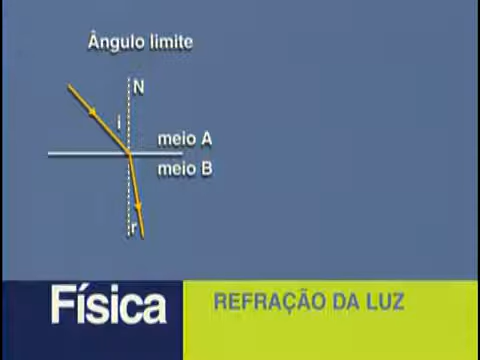 Ângulo limite
N
i
meio A
meio B
r
Física
REFRAÇÃO DA LUZ